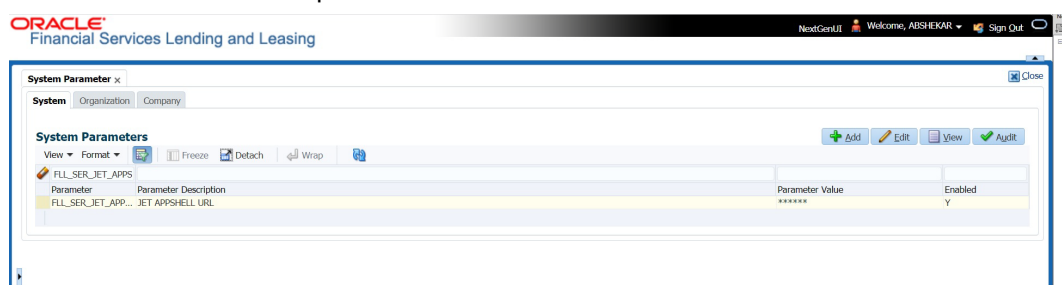 ORACLE
Financial Services Lending and Leasing
NextGenUI Welcome, ABSHEKAR Sign Out
System Parameter x
Close
System Organization Company
System Parameters
Add Edit View Audit
View Format Freeze Detach Wrap
FLL_SER_JET_APPS
Parameter Parameter Description Parameter Value Enabled
FLL_SER_JET_APP... JET APPSHELL URL ****** Y